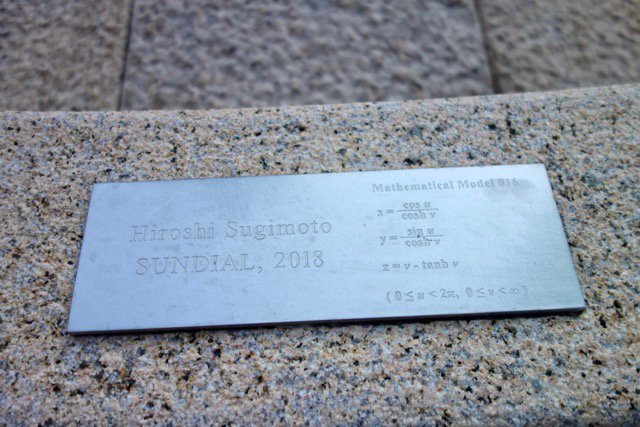 Hiroshi Sugimoto
SUNDIAL, 2018
Mathematical Model 016
x = cos u / cosh v
y = sin u / cosh v
z = v - tanh v
( 0 ≤ u < 2π, 0 ≤ v < ∞ )